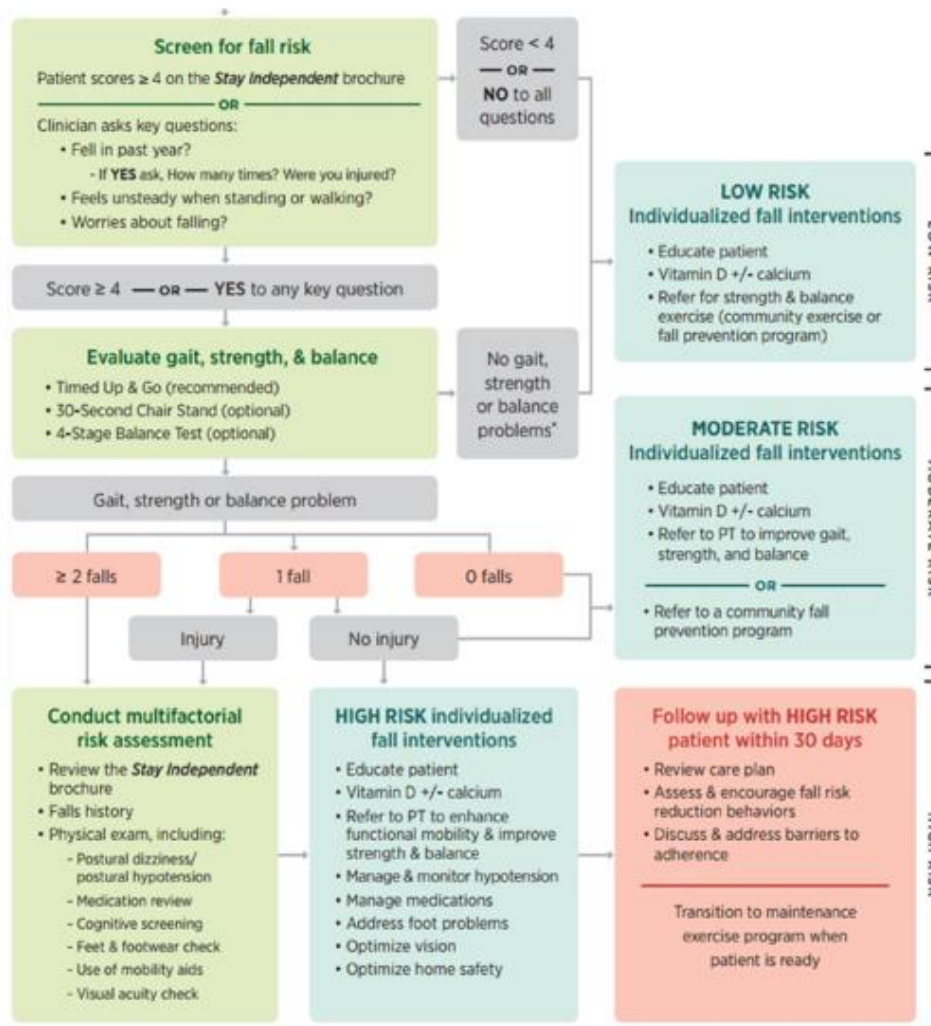 Screen for fall risk
Patient scores ≥ 4 on the Stay Independent brochure
OR
Clinician asks key questions:
• Fell in past year?
- If YES ask, How many times? Were you injured?
• Feels unsteady when standing or walking?
• Worries about falling?
Score < 4
OR
NO to all
questions
Score ≥ 4 — OR — YES to any key question
Evaluate gait, strength, & balance
• Timed Up & Go (recommended)
• 30-Second Chair Stand (optional)
• 4-Stage Balance Test (optional)
No gait,
strength
or balance
problems*
LOW RISK
Individualized fall interventions
• Educate patient
• Vitamin D +/- calcium
• Refer for strength & balance
exercise (community exercise or
fall prevention program)
Gait, strength or balance problem
≥ 2 falls
1 fall
0 falls
Injury
No injury
MODERATE RISK
Individualized fall interventions
• Educate patient
• Vitamin D +/- calcium
• Refer to PT to improve gait,
strength, and balance
OR
• Refer to a community fall
prevention program
Conduct multifactorial
risk assessment
• Review the Stay Independent
brochure
• Falls history
• Physical exam, including:
- Postural dizziness/
postural hypotension
- Medication review
- Cognitive screening
- Feet & footwear check
- Use of mobility aids
- Visual acuity check
HIGH RISK individualized
fall interventions
• Educate patient
• Vitamin D +/- calcium
• Refer to PT to enhance
functional mobility & improve
strength & balance
• Manage & monitor hypotension
• Manage medications
• Address foot problems
• Optimize vision
• Optimize home safety
Follow up with HIGH RISK
patient within 30 days
• Review care plan
• Assess & encourage fall risk
reduction behaviors
• Discuss & address barriers to
adherence
Transition to maintenance
exercise program when
patient is ready